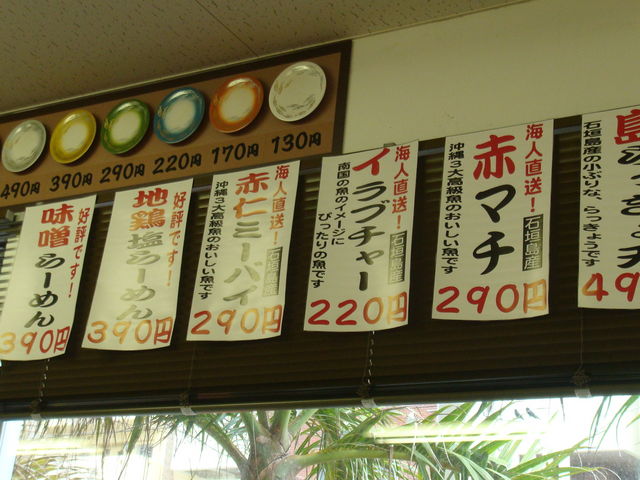 490円 390円 290円 220円 170円 130円
好評です!
味噌らーめん
390円
好評です!
地鶏塩らーめん
390円
海人直送!
石垣島産
赤仁ミーバイ
沖縄3大高級魚のおいしい魚です
290円
海人直送!
石垣島産
イラブチャー
南国の魚のイメージに
ぴったりの魚です
220円
海人直送!
石垣島産
赤マチ
沖縄3大高級魚のおいしい魚です
290円
島らっきょ天
石垣島産の小ぶりな、らっきょうです
49